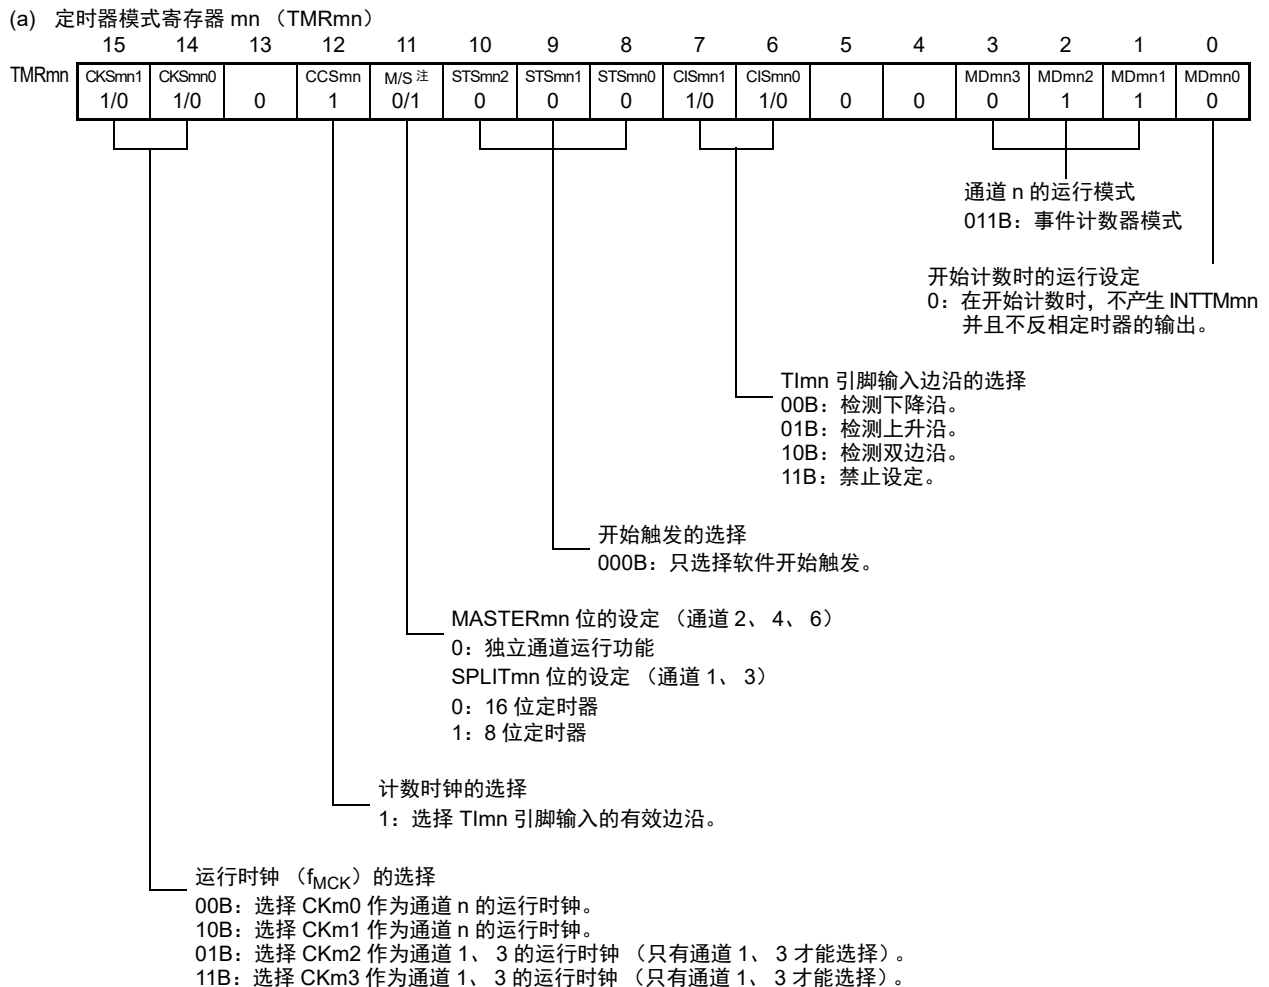 (a) 定时器模式寄存器 mn （TMRmn）
15 14 13 12 11 10 9 8 7 6 5 4 3 2 1 0
TMRmn CKSmn1 CKSmn0 CCSmn M/S 注 STSmn2 STSmn1 STSmn0 CISmn1 CISmn0 MDmn3 MDmn2 MDmn1 MDmn0
1/0 1/0 0 1 0/1 0 0 0 1/0 1/0 0 0 0 1 1 0
通道 n 的运行模式
011B：事件计数器模式
开始计数时的运行设定
0：在开始计数时，不产生 INTTMmn
并且不反相定时器的输出。
TImn 引脚输入边沿的选择
00B：检测下降沿。
01B：检测上升沿。
10B：检测双边沿。
11B：禁止设定。
开始触发的选择
000B：只选择软件开始触发。
MASTERmn 位的设定 （通道 2、 4、 6）
0：独立通道运行功能
SPLITmn 位的设定 （通道 1、 3）
0：16 位定时器
1：8 位定时器
计数时钟的选择
1：选择 TImn 引脚输入的有效边沿。
运行时钟 （fMCK）的选择
00B：选择 CKm0 作为通道 n 的运行时钟。
10B：选择 CKm1 作为通道 n 的运行时钟。
01B：选择 CKm2 作为通道 1、 3 的运行时钟 （只有通道 1、 3 才能选择）。
11B：选择 CKm3 作为通道 1、 3 的运行时钟 （只有通道 1、 3 才能选择）。